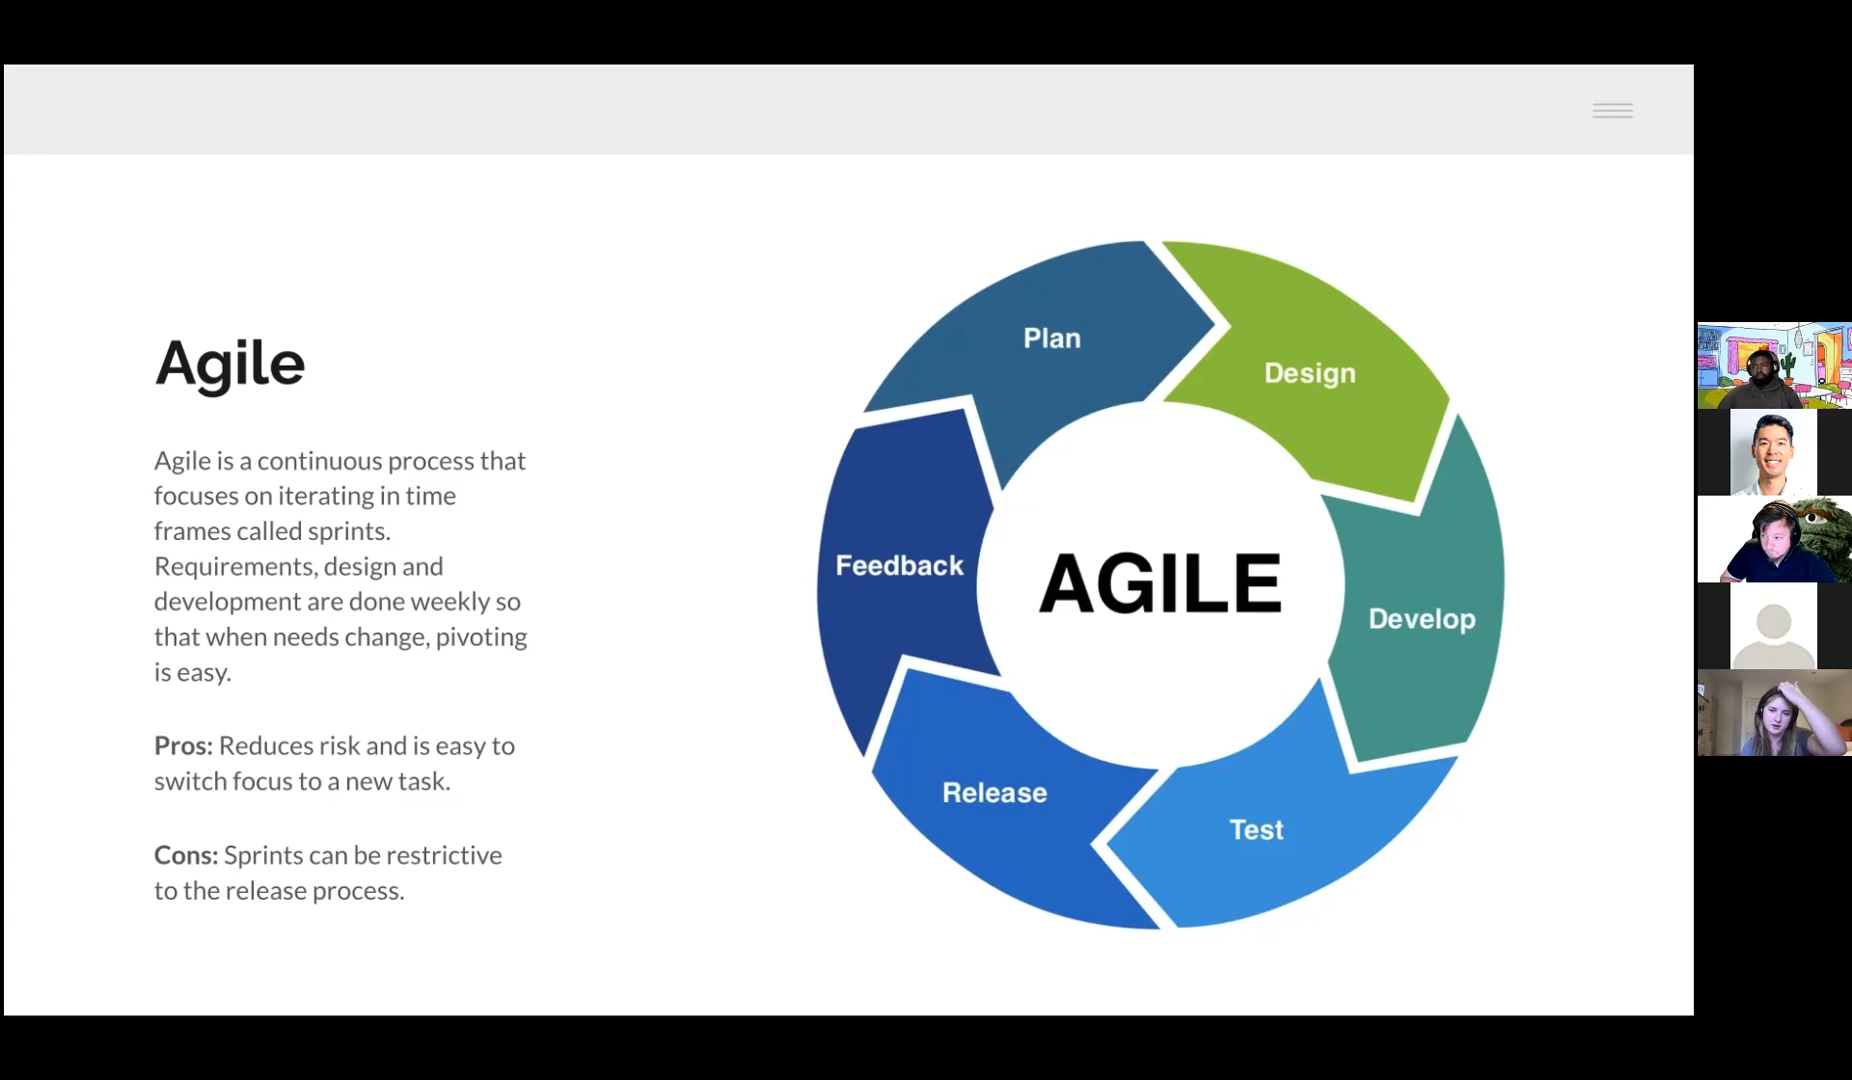 Agile
Agile is a continuous process that
focuses on iterating in time
frames called sprints.
Requirements, design and
development are done weekly so
that when needs change, pivoting
is easy.
Pros: Reduces risk and is easy to
switch focus to a new task.
Cons: Sprints can be restrictive
to the release process.
Plan
Design
Develop
Test
Release
Feedback
AGILE